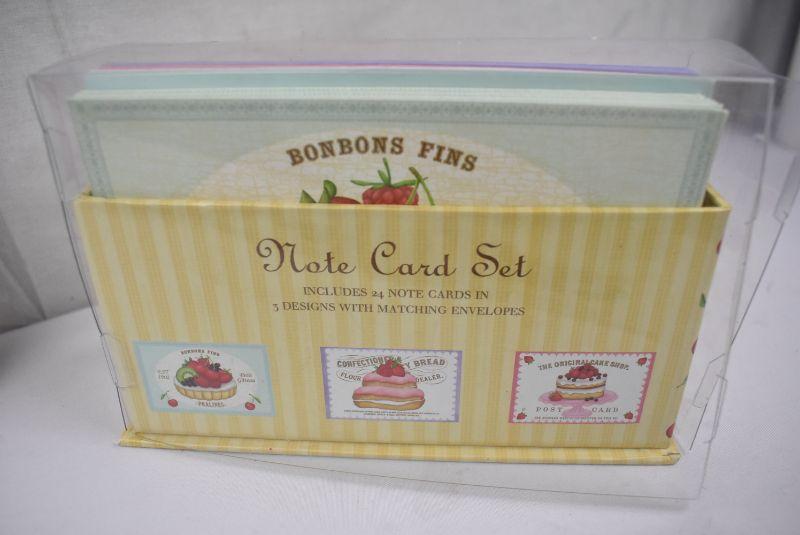 BONBONS FINS
Note Card Set
INCLUDES 24 NOTE CARDS IN
3 DESIGNS WITH MATCHING ENVELOPES
BONBONS FINS
PRALINES
CONFECTIONE Y BREAD
FLOUR DEALER.
THE ORIGINAL CAKE SHOP.
POST CARD